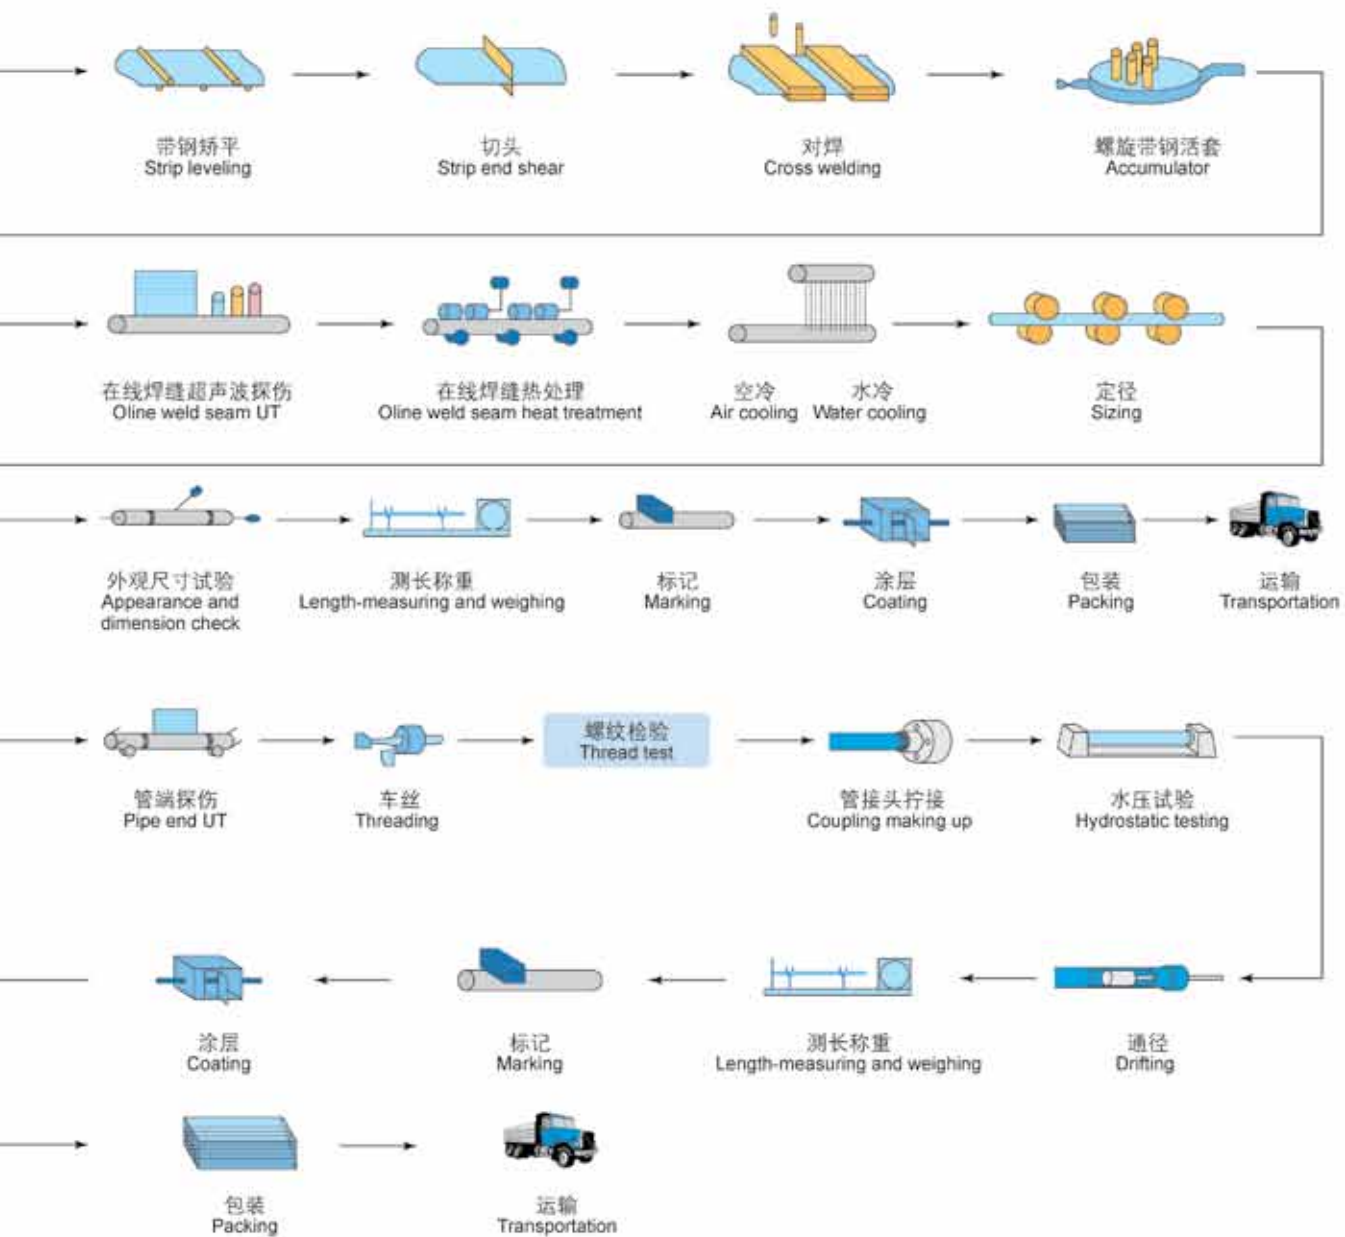 带钢矫平
Strip leveling
切头
Strip end shear
对焊
Cross welding
螺旋带钢活套
Accumulator
在线焊缝超声波探伤
Oline weld seam UT
在线焊缝热处理
Oline weld seam heat treatment
空冷
Air cooling
水冷
Water cooling
定径
Sizing
外观尺寸试验
Appearance and
dimension check
测长称重
Length-measuring and weighing
标记
Marking
涂层
Coating
包装
Packing
运输
Transportation
管端探伤
Pipe end UT
车丝
Threading
螺纹检验
Thread test
管接头拧接
Coupling making up
水压试验
Hydrostatic testing
涂层
Coating
标记
Marking
测长称重
Length-measuring and weighing
通径
Drifting
包装
Packing
运输
Transportation